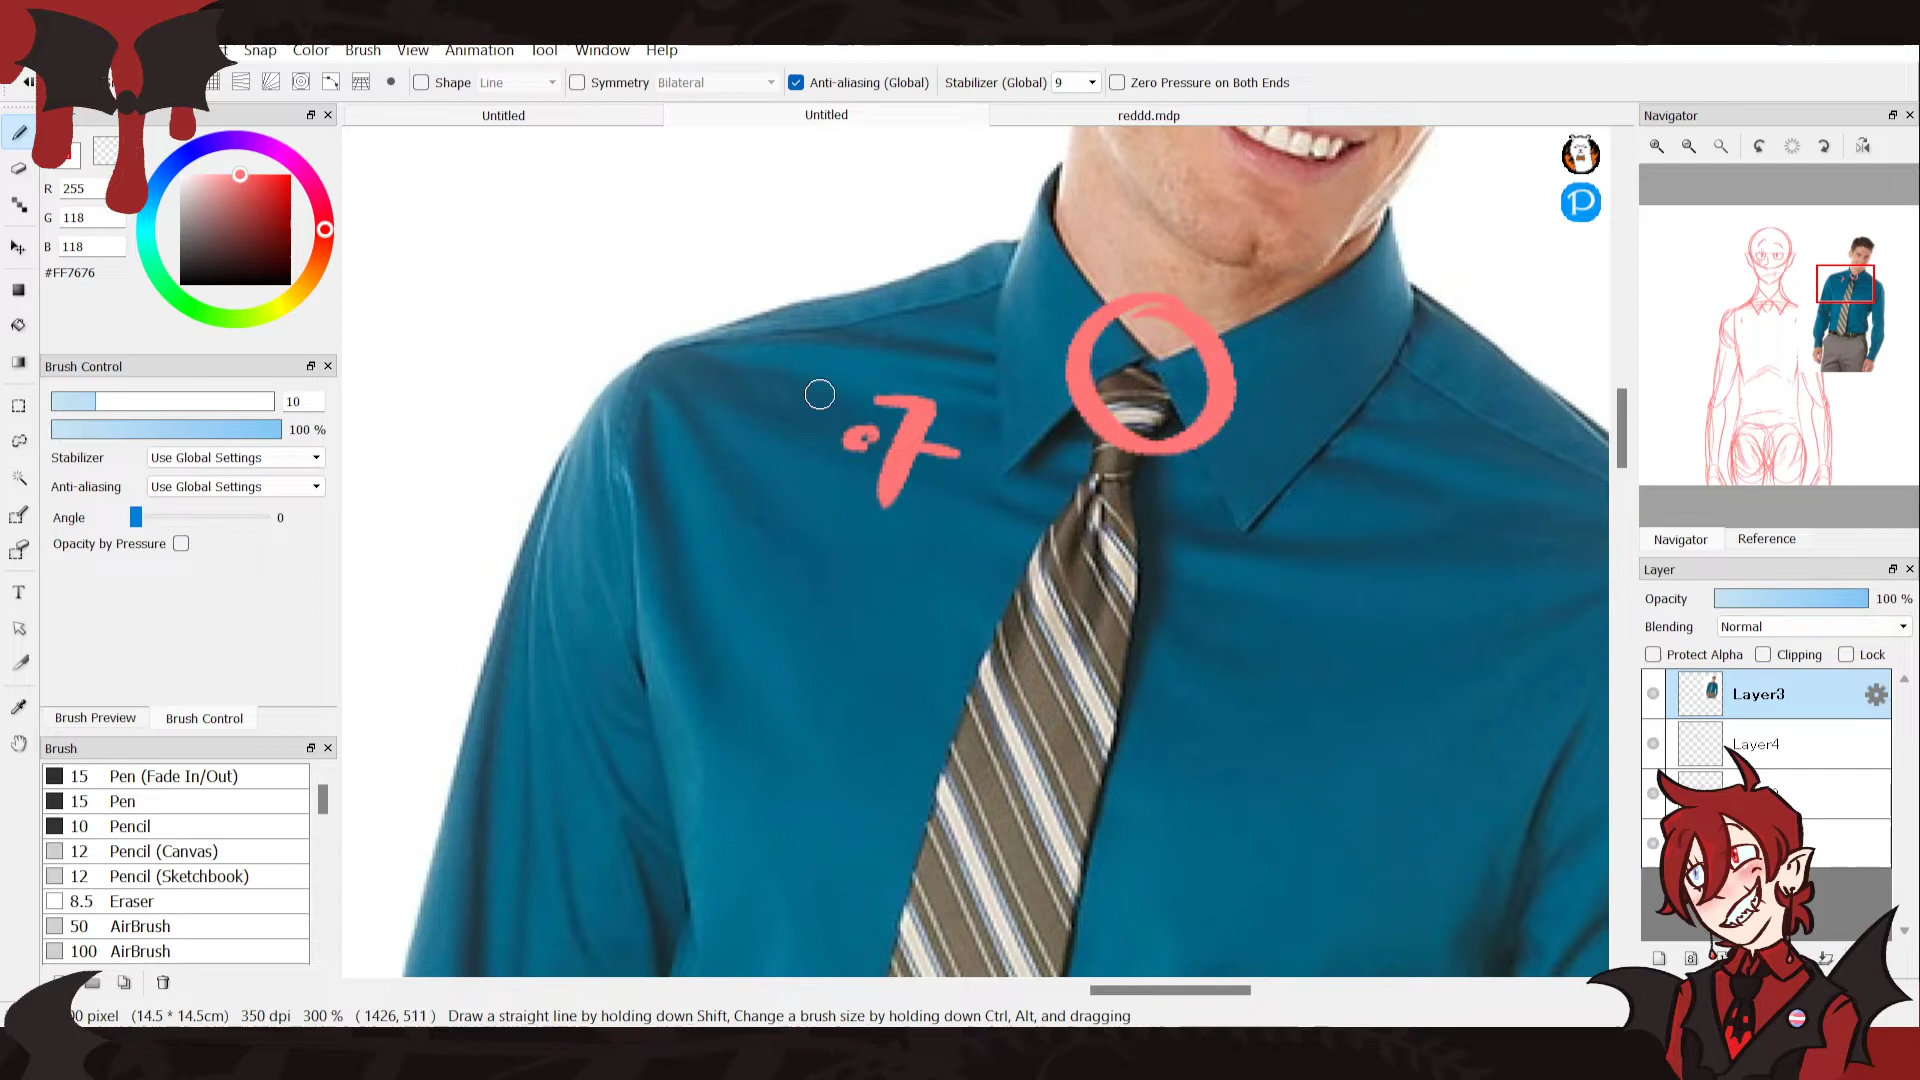 Snap Color Brush View Animation Tool Window Help
Shape Line Symmetry Bilateral Anti-aliasing (Global) Stabilizer (Global) 9 Zero Pressure on Both Ends
Untitled Untitled reddd.mdp
R 255
G 118
B 118
#FF7676
Brush Control
10
100 %
Stabilizer Use Global Settings
Anti-aliasing Use Global Settings
Angle 0
Opacity by Pressure
Brush Preview Brush Control
Brush
15 Pen (Fade In/Out)
15 Pen
10 Pencil
12 Pencil (Canvas)
12 Pencil (Sketchbook)
8.5 Eraser
50 AirBrush
100 AirBrush
Navigator
Navigator Reference
Layer
Opacity 100 %
Blending Normal
Protect Alpha Clipping Lock
Layer3
Layer4
pixel (14.5 * 14.5cm) 350 dpi 300 % ( 1426, 511 ) Draw a straight line by holding down Shift, Change a brush size by holding down Ctrl, Alt, and dragging